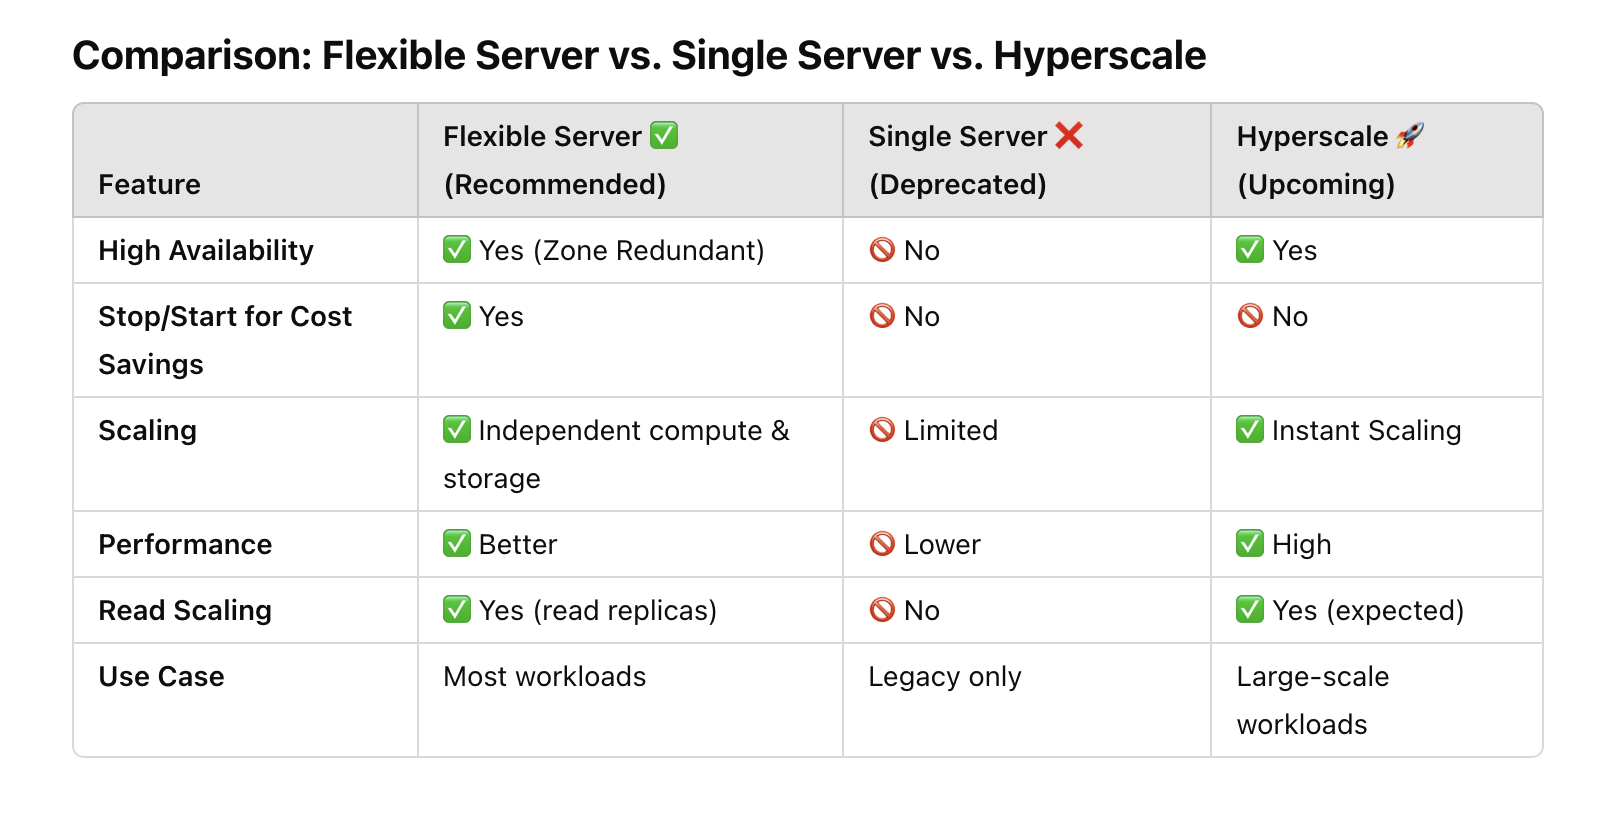 Comparison: Flexible Server vs. Single Server vs. Hyperscale
Feature
Flexible Server ✅
(Recommended)
Single Server ❌
(Deprecated)
Hyperscale 🚀
(Upcoming)
High Availability
✅ Yes (Zone Redundant)
🚫 No
✅ Yes
Stop/Start for Cost
Savings
✅ Yes
🚫 No
🚫 No
Scaling
✅ Independent compute &
storage
🚫 Limited
✅ Instant Scaling
Performance
✅ Better
🚫 Lower
✅ High
Read Scaling
✅ Yes (read replicas)
🚫 No
✅ Yes (expected)
Use Case
Most workloads
Legacy only
Large-scale
workloads